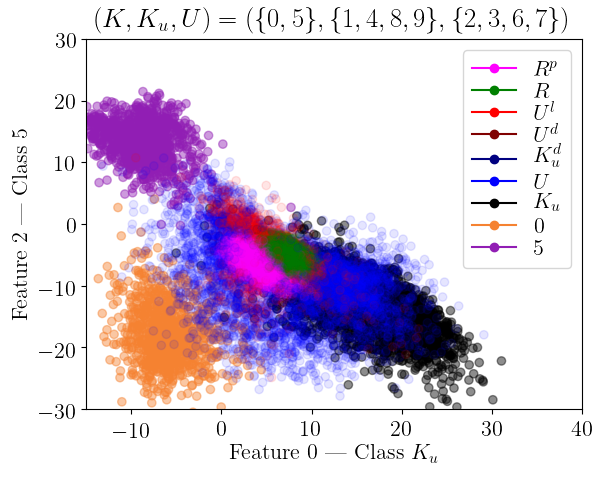 (K, K_u, U) = ({0, 5}, {1, 4, 8, 9}, {2, 3, 6, 7})
30
20
10
0
−10
−20
−30
Feature 2 — Class 5
R^p
R
U^l
U^d
K_u^d
U
K_u
0
5
−10
0
10
20
30
40
Feature 0 — Class K_u